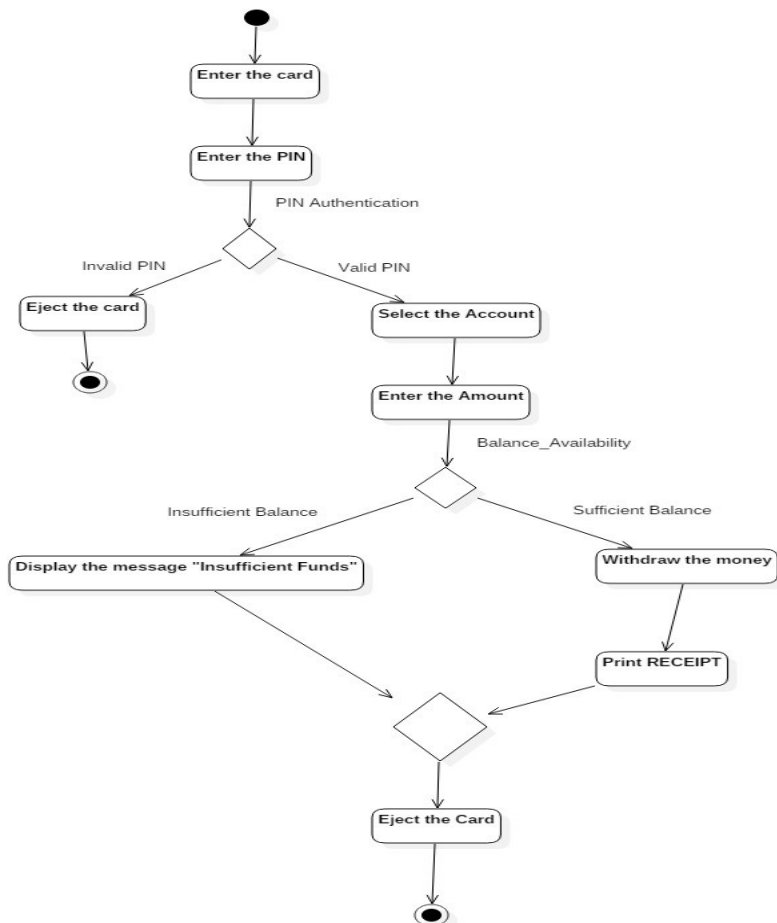 Enter the card
Enter the PIN
PIN Authentication
Invalid PIN
Valid PIN
Eject the card
Select the Account
Enter the Amount
Balance_Availability
Insufficient Balance
Sufficient Balance
Display the message "Insufficient Funds"
Withdraw the money
Print RECEIPT
Eject the Card